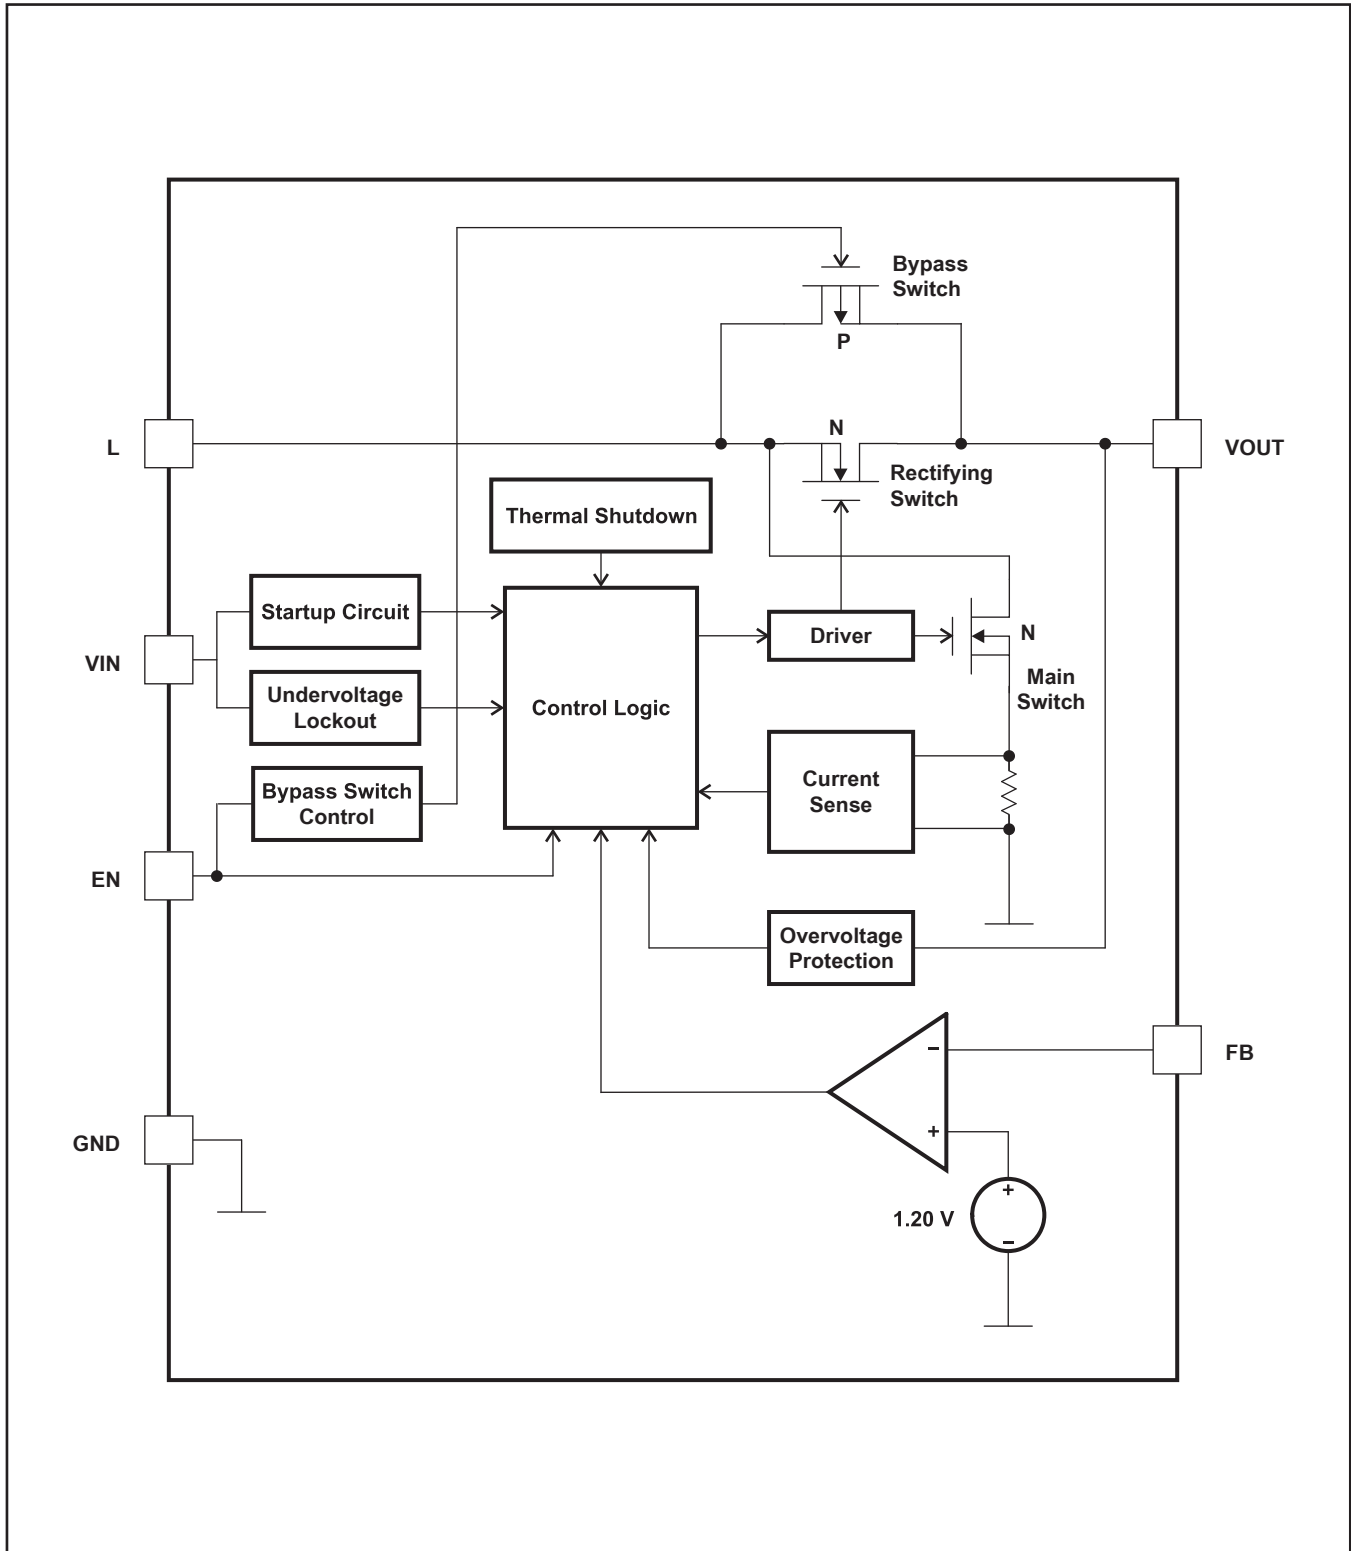 Bypass
Switch
P
L
N
VOUT
Rectifying
Switch
Thermal Shutdown
Startup Circuit
Driver
N
VIN
Main
Switch
Undervoltage
Lockout
Control Logic
Bypass Switch
Control
Current
Sense
EN
Overvoltage
Protection
–
FB
+
GND
+
1.20 V
–